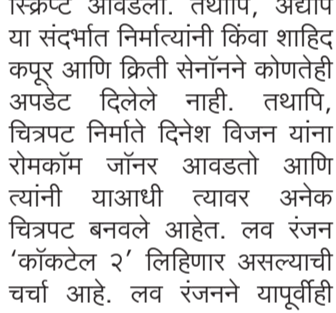 स्क्रिप्ट आवडली. तथापि, अद्याप
या संदर्भात निर्मात्यांनी किंवा शाहिद
कपूर आणि क्रिती सेनॉनने कोणतेही
अपडेट दिलेले नाही. तथापि,
चित्रपट निर्माते दिनेश विजन यांना
रोमकॉम जॉनर आवडतो आणि
त्यांनी याआधी त्यावर अनेक
चित्रपट बनवले आहेत. लव रंजन
‘कॉकटेल २’ लिहिणार असल्याची
चर्चा आहे. लव रंजनने यापूर्वीही